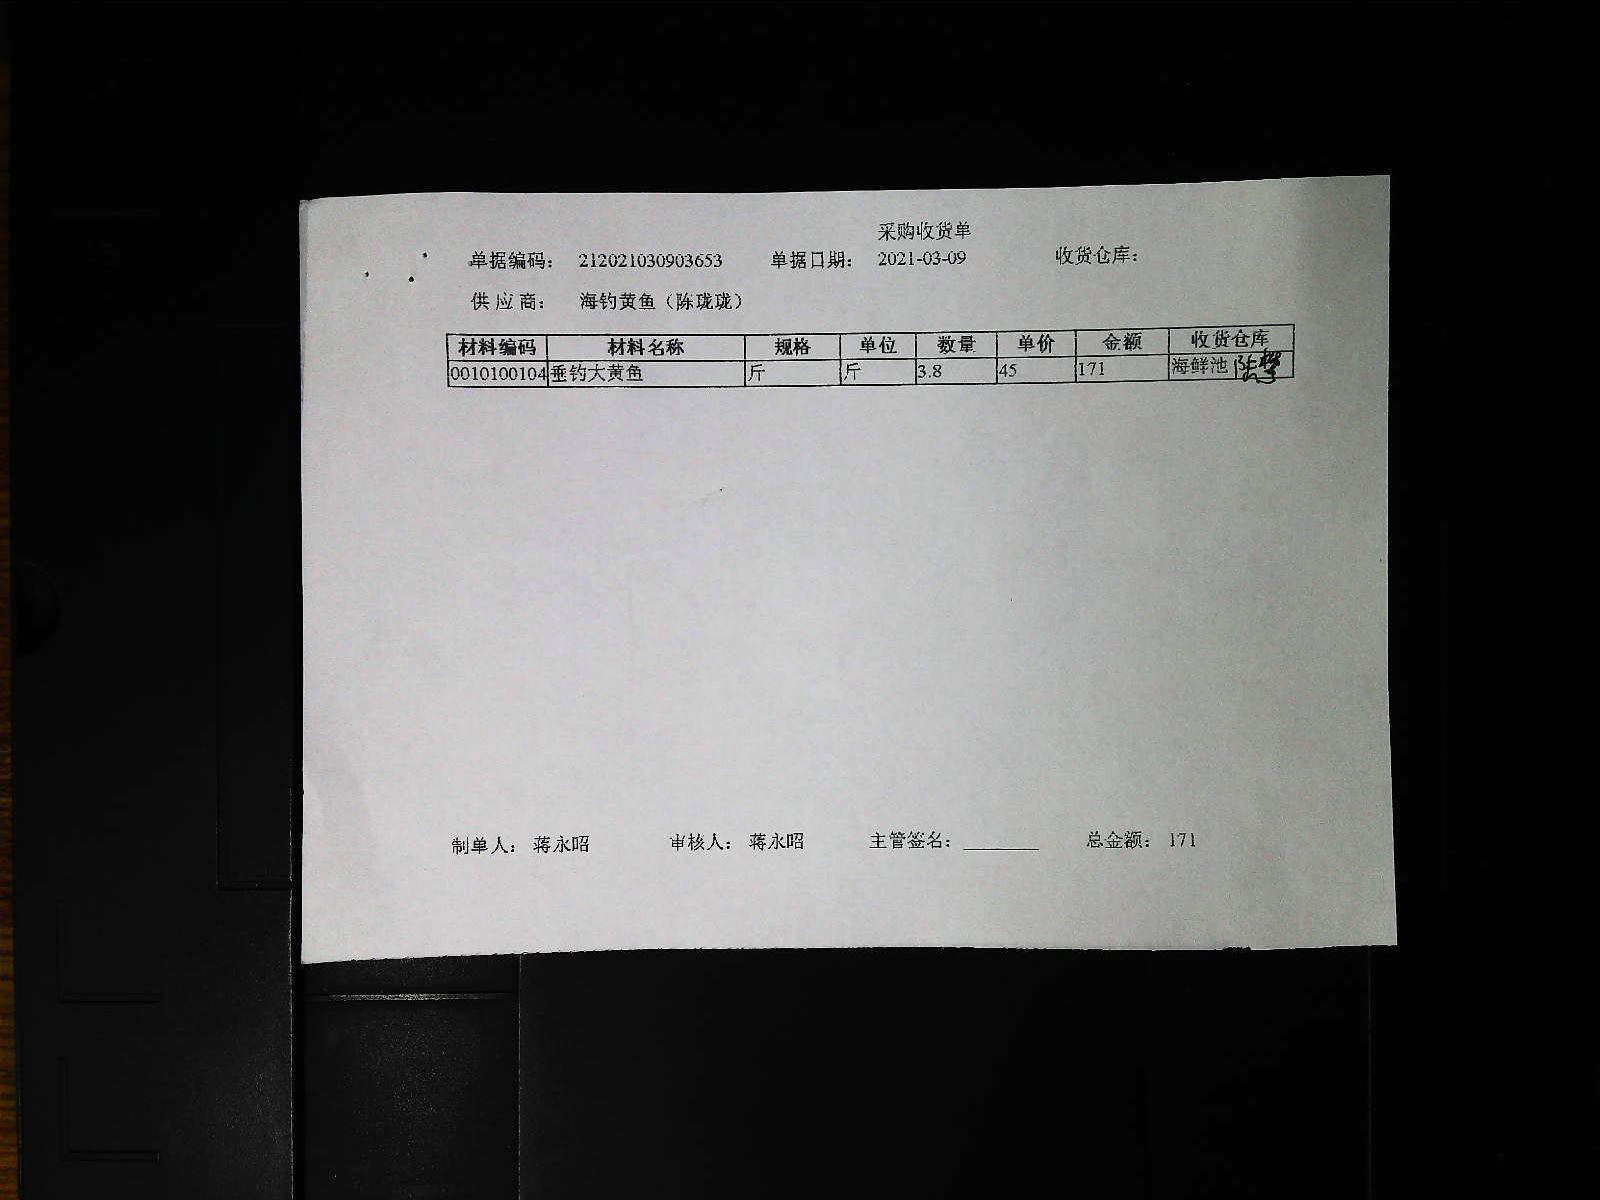 采购收货单
单据编码: 212021030903653 单据日期: 2021-03-09 收货仓库:
供应商: 海钓黄鱼（陈珑珑）
材料编码 材料名称 规格 单位 数量 单价 金额 收货仓库
0010100104 垂钓大黄鱼 斤 斤 3.8 45 171 海鲜池
制单人: 蒋永昭 审核人: 蒋永昭 主管签名: 总金额: 171